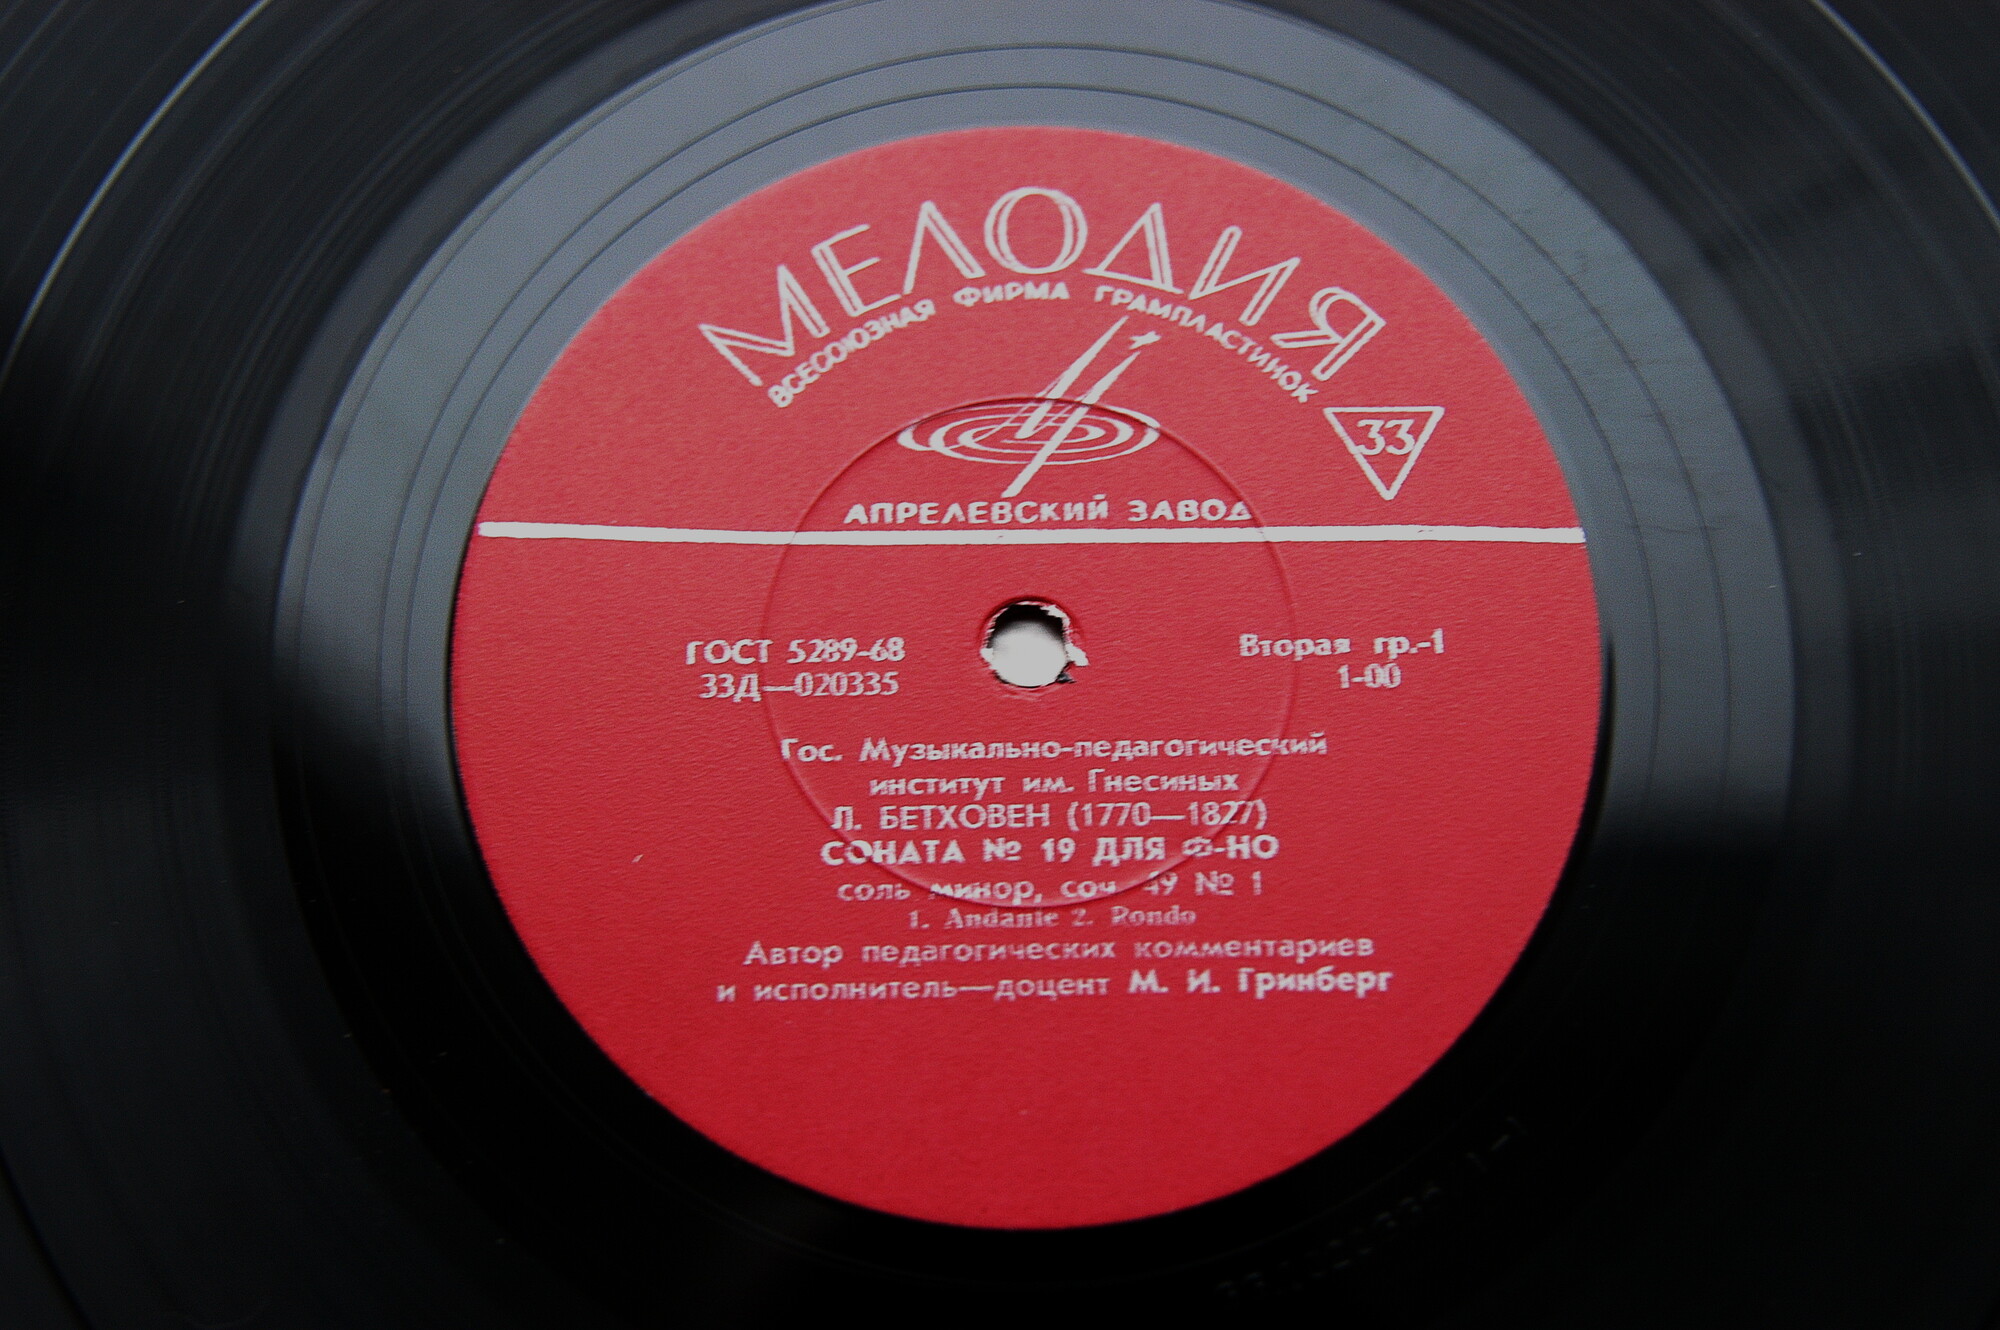 МЕЛОДИЯ
ВСЕСОЮЗНАЯ ФИРМА ГРАМПЛАСТИНОК
33
АПРЕЛЕВСКИЙ ЗАВОД
ГОСТ 5289-68
Вторая гр.-1
33Д—020335
1-00
Гос. Музыкально-педагогический
институт им. Гнесиных
Л. БЕТХОВЕН (1770—1827)
СОНАТА № 19 ДЛЯ Ф-НО
соль минор, соч. 49 № 1
1. Andante 2. Rondo
Автор педагогических комментариев
и исполнитель—доцент М. И. Гринберг